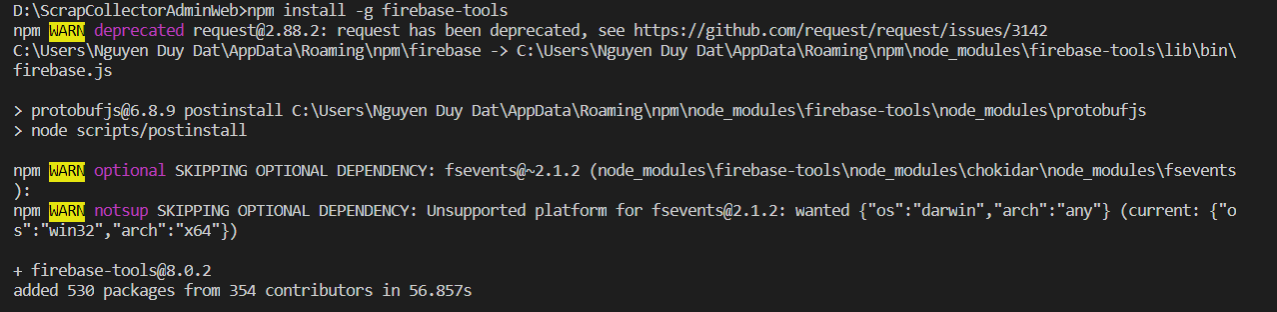 D:\ScrapCollectorAdminWeb>npm install -g firebase-tools
npm WARN deprecated request@2.88.2: request has been deprecated, see https://github.com/request/request/issues/3142
C:\Users\Nguyen Duy Dat\AppData\Roaming\npm\firebase -> C:\Users\Nguyen Duy Dat\AppData\Roaming\npm\node_modules\firebase-tools\lib\bin\
firebase.js
> protobufjs@6.8.9 postinstall C:\Users\Nguyen Duy Dat\AppData\Roaming\npm\node_modules\firebase-tools\node_modules\protobufjs
> node scripts/postinstall
npm WARN optional SKIPPING OPTIONAL DEPENDENCY: fsevents@~2.1.2 (node_modules\firebase-tools\node_modules\chokidar\node_modules\fsevents
):
npm WARN notsup SKIPPING OPTIONAL DEPENDENCY: Unsupported platform for fsevents@2.1.2: wanted {"os":"darwin","arch":"any"} (current: {"o
s":"win32","arch":"x64"})
+ firebase-tools@8.0.2
added 530 packages from 354 contributors in 56.857s